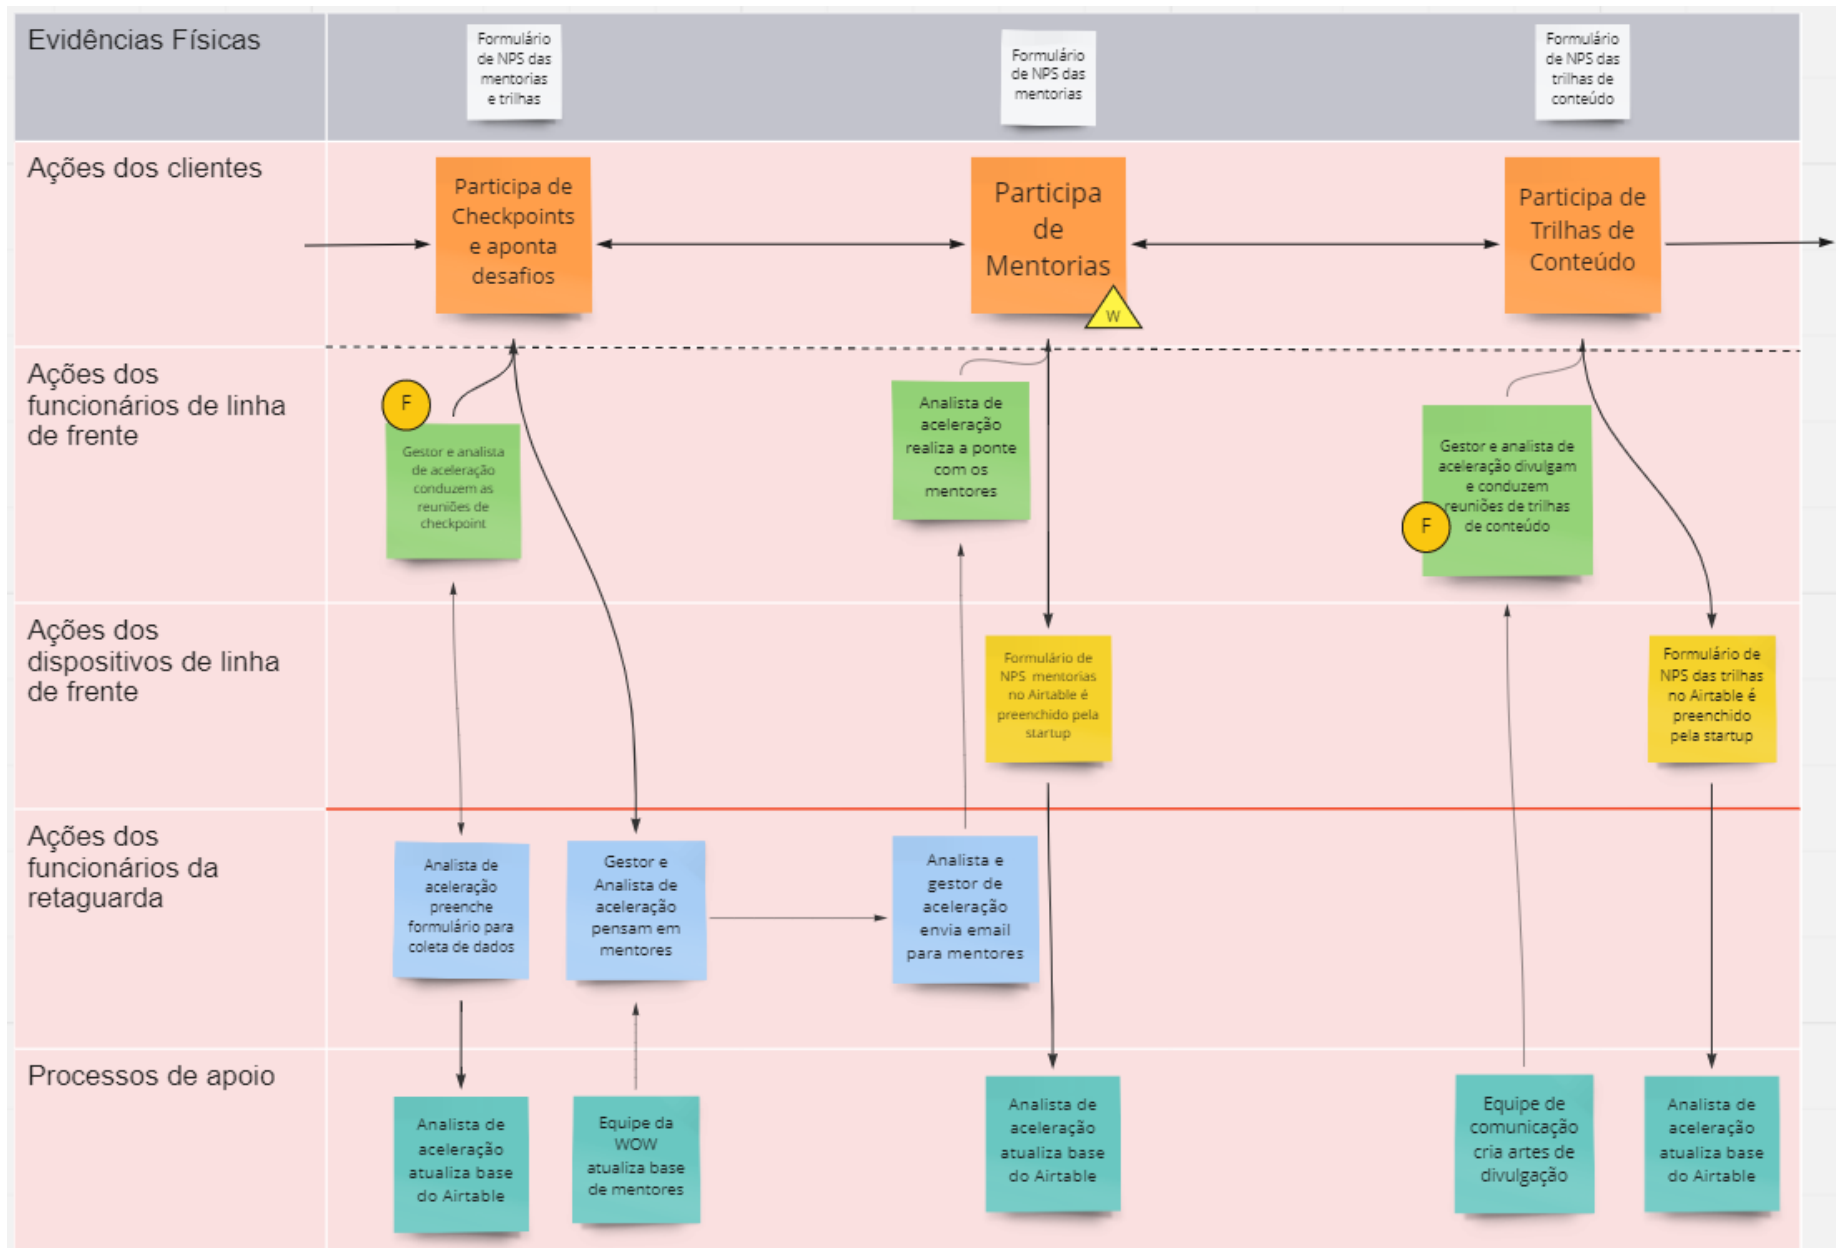 Evidências Físicas
Formulário
de NPS das
mentorias
e trilhas
Formulário
de NPS das
mentorias
Formulário
de NPS das
trilhas de
conteúdo
Ações dos clientes
Participa de
Checkpoints
e aponta
desafios
Participa
de
Mentorias
W
Participa de
Trilhas de
Conteúdo
Ações dos
funcionários de linha
de frente
F
Gestor e analista
de aceleração
conduzem as
reuniões de
checkpoint
Analista de
aceleração
realiza a ponte
com os
mentores
Gestor e analista de
aceleração divulgam
e conduzem
reuniões de trilhas
de conteúdo
F
Ações dos
dispositivos de linha
de frente
Formulário de
NPS mentorias
no Airtable é
preenchido pela
startup
Formulário de
NPS das trilhas
no Airtable é
preenchido
pela startup
Ações dos
funcionários da
retaguarda
Analista de
aceleração
preenche
formulário para
coleta de dados
Gestor e
Analista de
aceleração
pensam em
mentores
Analista e
gestor de
aceleração
envia email
para mentores
Processos de apoio
Analista de
aceleração
atualiza base
do Airtable
Equipe da
WOW
atualiza base
de mentores
Analista de
aceleração
atualiza base
do Airtable
Equipe de
comunicação
cria artes de
divulgação
Analista de
aceleração
atualiza base
do Airtable